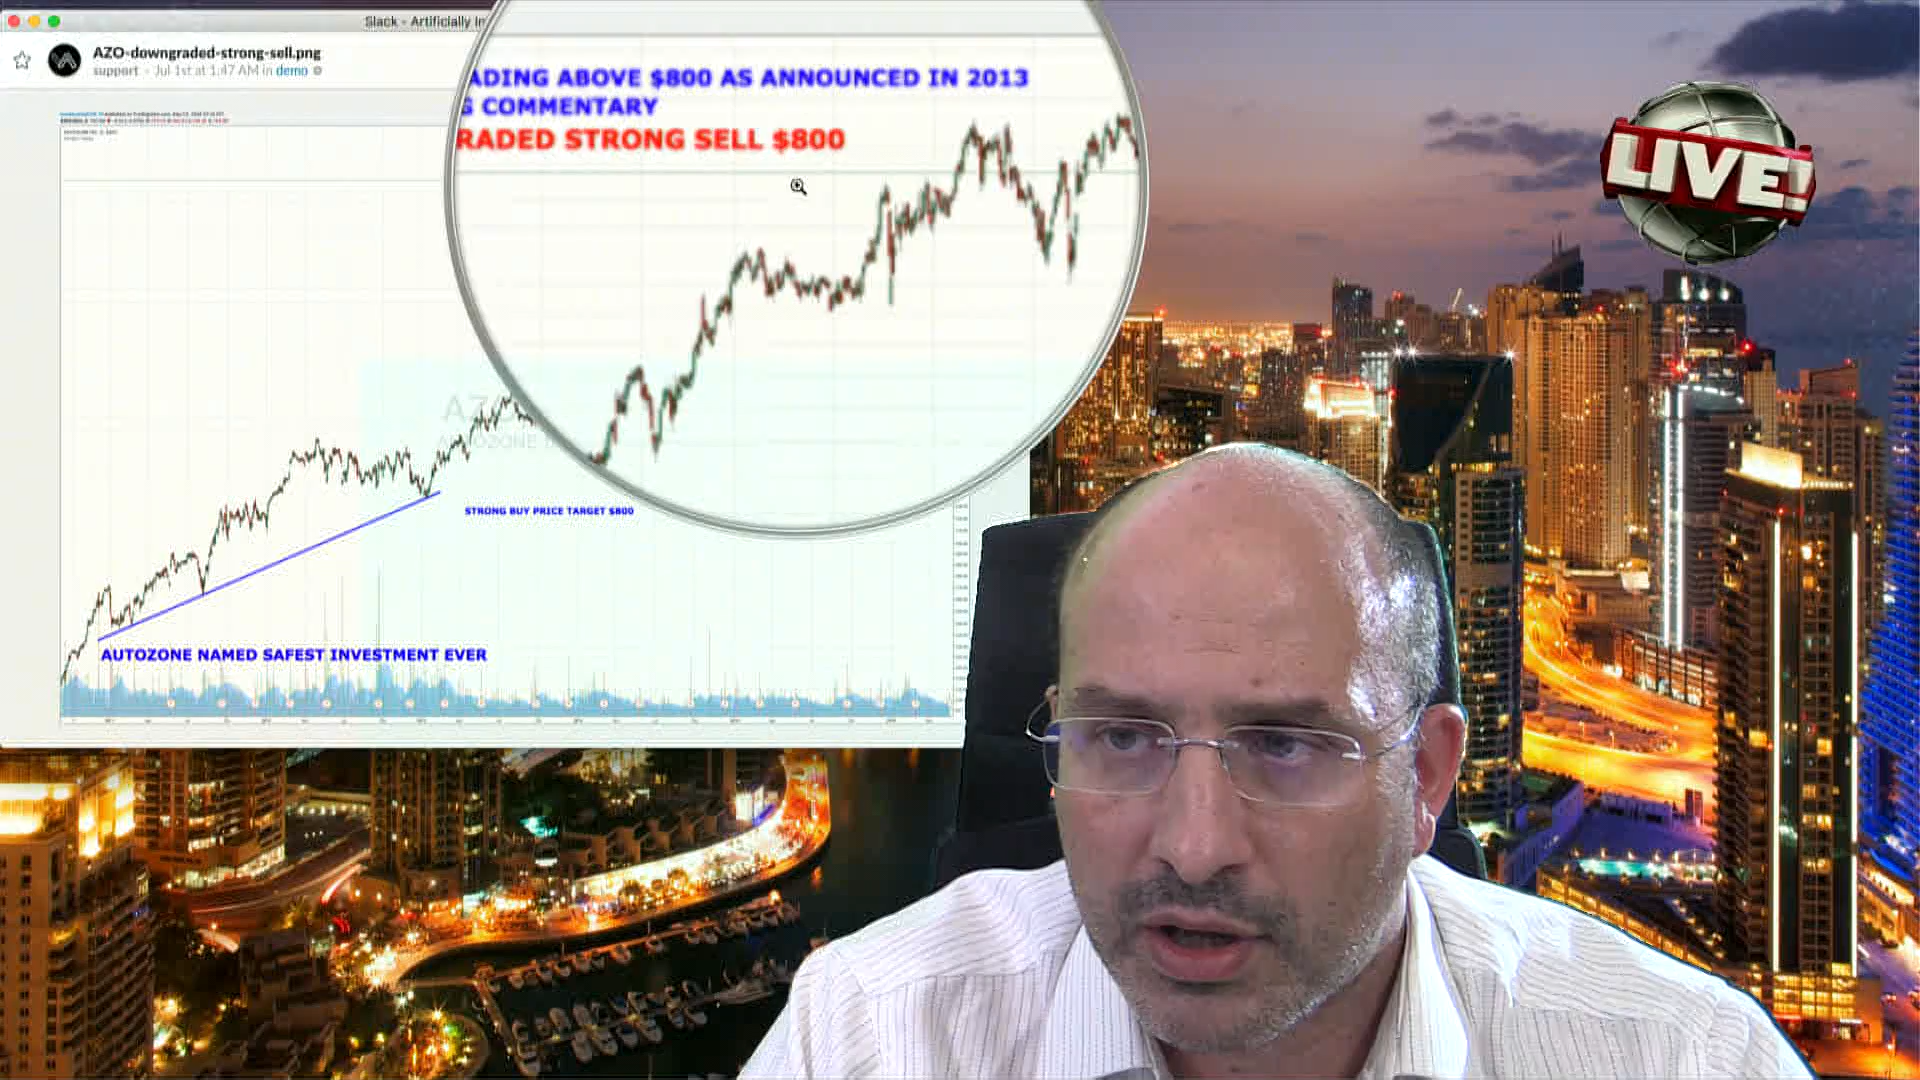 Slack - Artificially In
AZO-downgraded-strong-sell.png
support - Jul 1st at 1:47 AM in demo
ADING ABOVE $800 AS ANNOUNCED IN 2013
G COMMENTARY
RADED STRONG SELL $800
LIVE!
STRONG BUY PRICE TARGET $800
AUTOZONE NAMED SAFEST INVESTMENT EVER